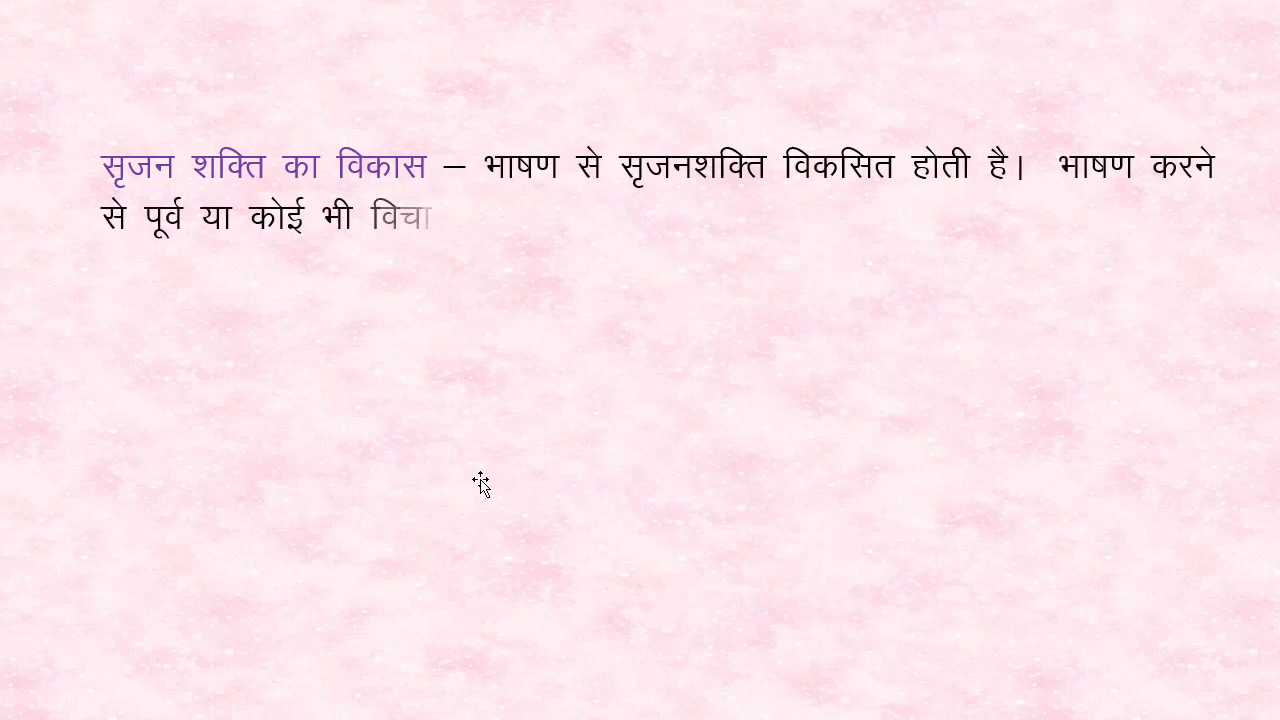 सृजन शक्ति का विकास – भाषण से सृजनशक्ति विकसित होती है। भाषण करने
से पूर्व या कोई भी विचा